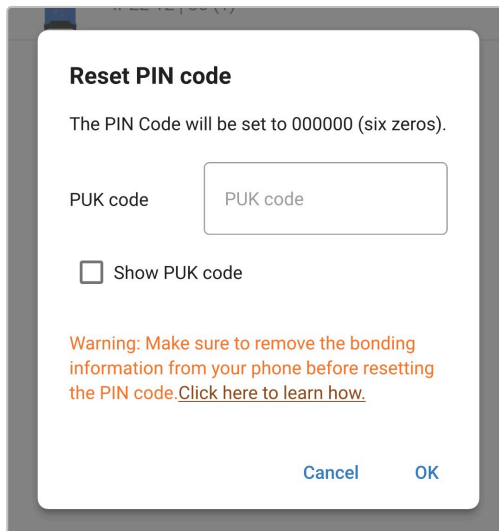 Reset PIN code
The PIN Code will be set to 000000 (six zeros).
PUK code
PUK code
Show PUK code
Warning: Make sure to remove the bonding
information from your phone before resetting
the PIN code.Click here to learn how.
Cancel OK